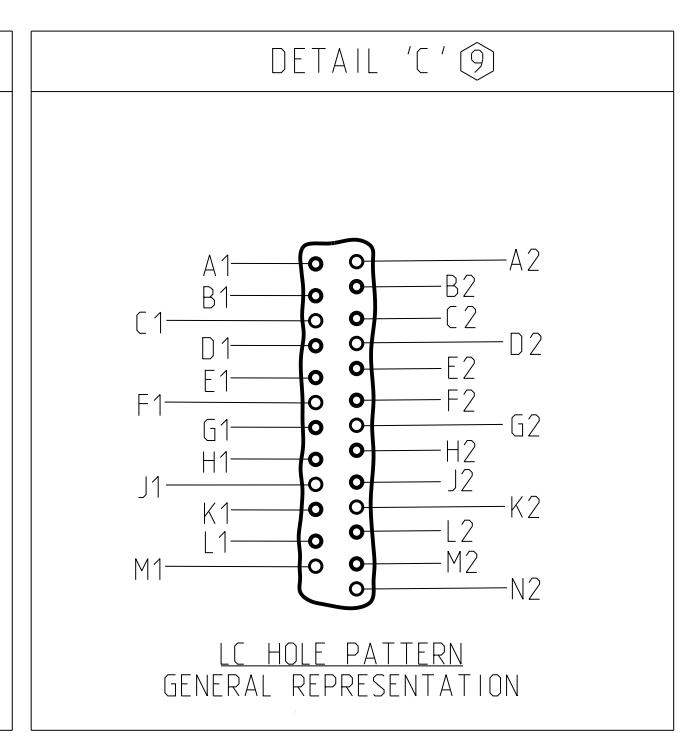 DETAIL 'C' 9
A1 A2
B1 B2
C1 C2
D1 D2
E1 E2
F1 F2
G1 G2
H1 H2
J1 J2
K1 K2
L1 L2
M1 M2
N2
LC HOLE PATTERN
GENERAL REPRESENTATION